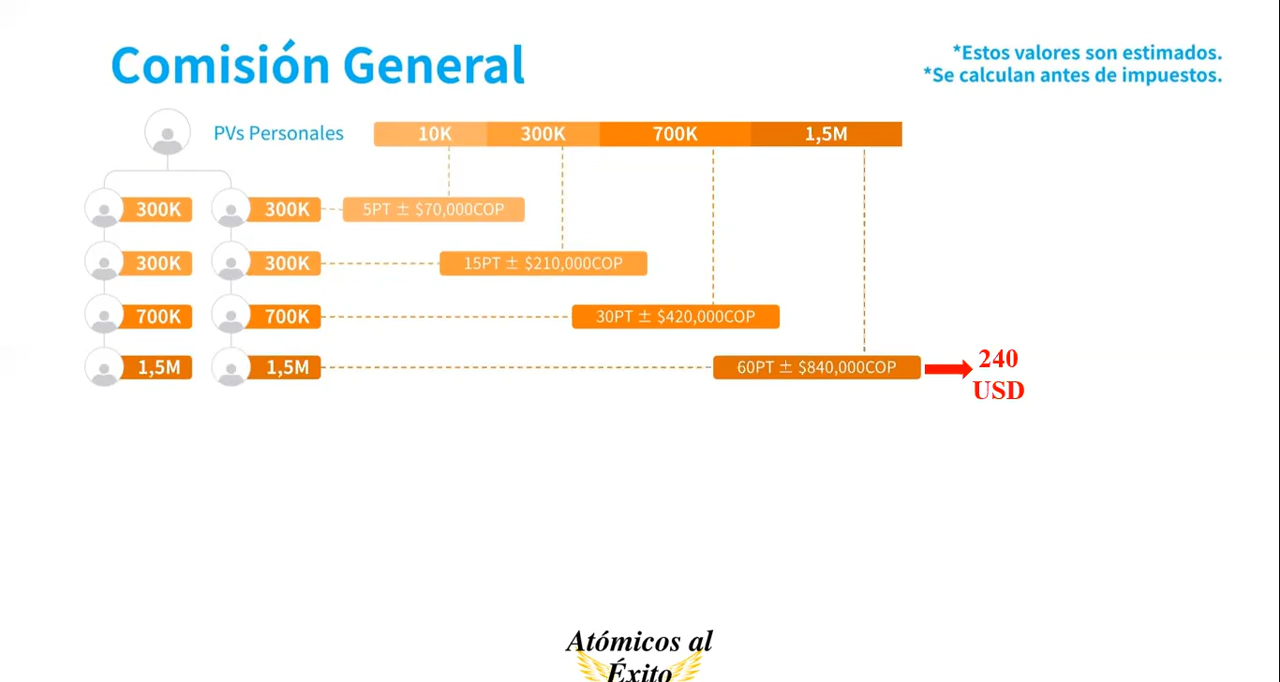 Comisión General
*Estos valores son estimados.
*Se calculan antes de impuestos.
PVs Personales
10K 300K 700K 1,5M
300K 300K 5PT ± $70,000COP
300K 300K 15PT ± $210,000COP
700K 700K 30PT ± $420,000COP
1,5M 1,5M 60PT ± $840,000COP 240
USD
Atómicos al
Éxito